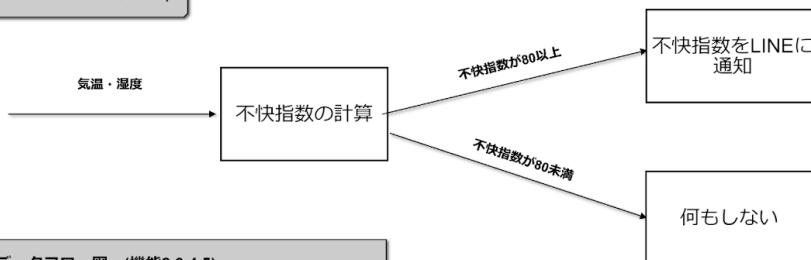 不快指数をLINEに
通知
不快指数が80以上
気温・湿度
不快指数の計算
不快指数が80未満
何もしない